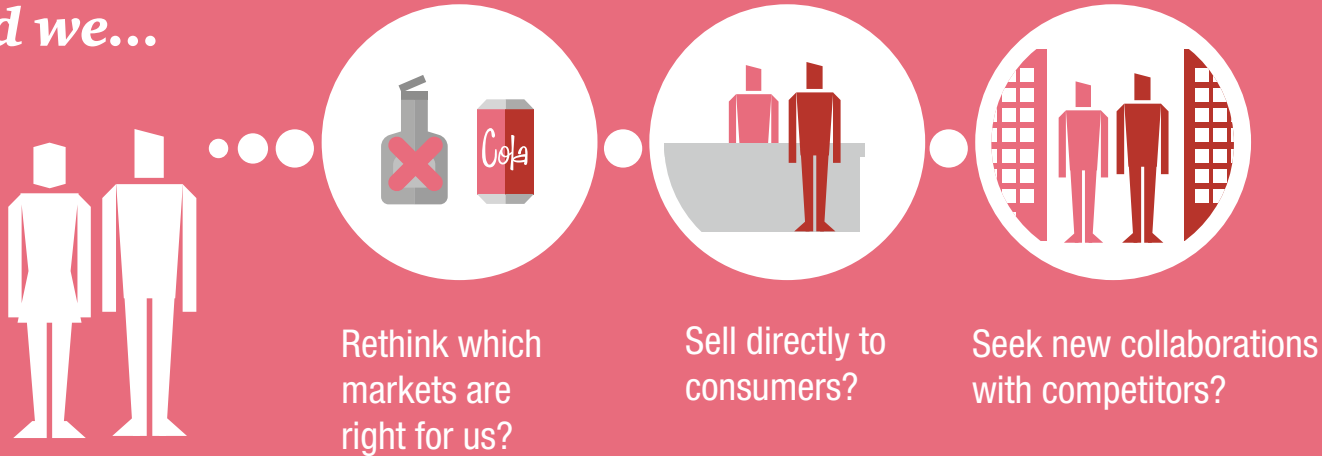 d we...
Cola
Rethink which
markets are
right for us?
Sell directly to
consumers?
Seek new collaborations
with competitors?